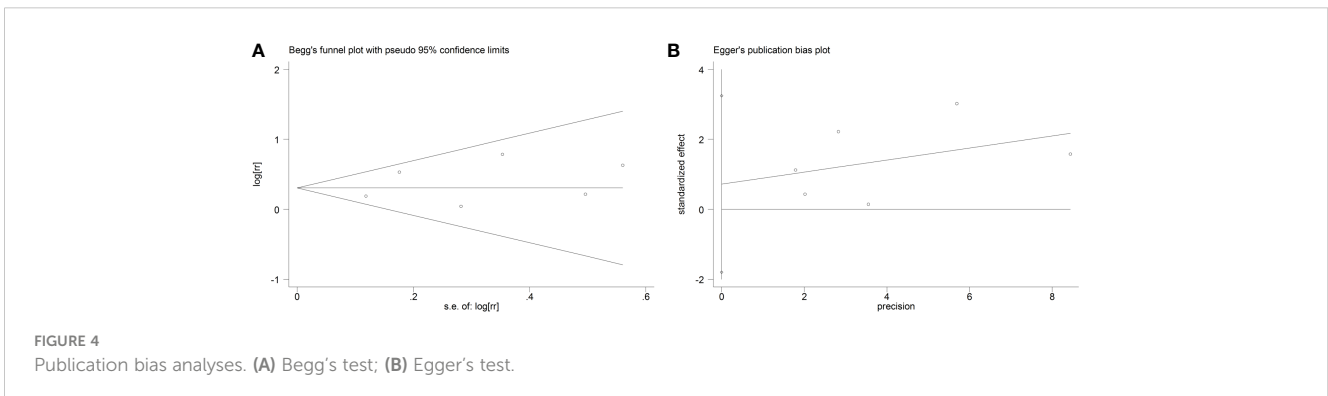 A Begg's funnel plot with pseudo 95% confidence limits
log[rr]
2
1
0
-1
0 .2 .4 .6
s.e. of: log[rr]
B Egger's publication bias plot
standardized effect
4
2
0
-2
0 2 4 6 8
precision
FIGURE 4
Publication bias analyses. (A) Begg's test; (B) Egger's test.